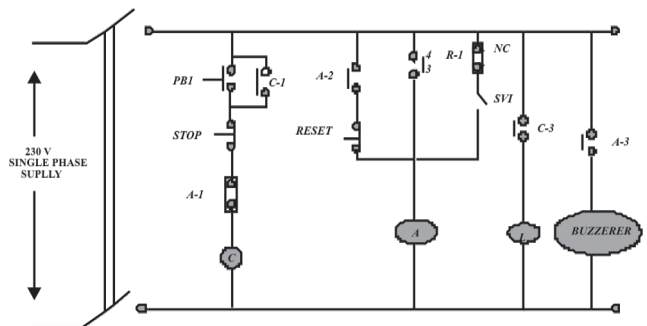 230 V
SINGLE PHASE
SUPLLY
PB1
C-1
STOP
A-1
C
A-2
RESET
4
3
A
R-1
NC
SVI
C-3
L
A-3
BUZZERER